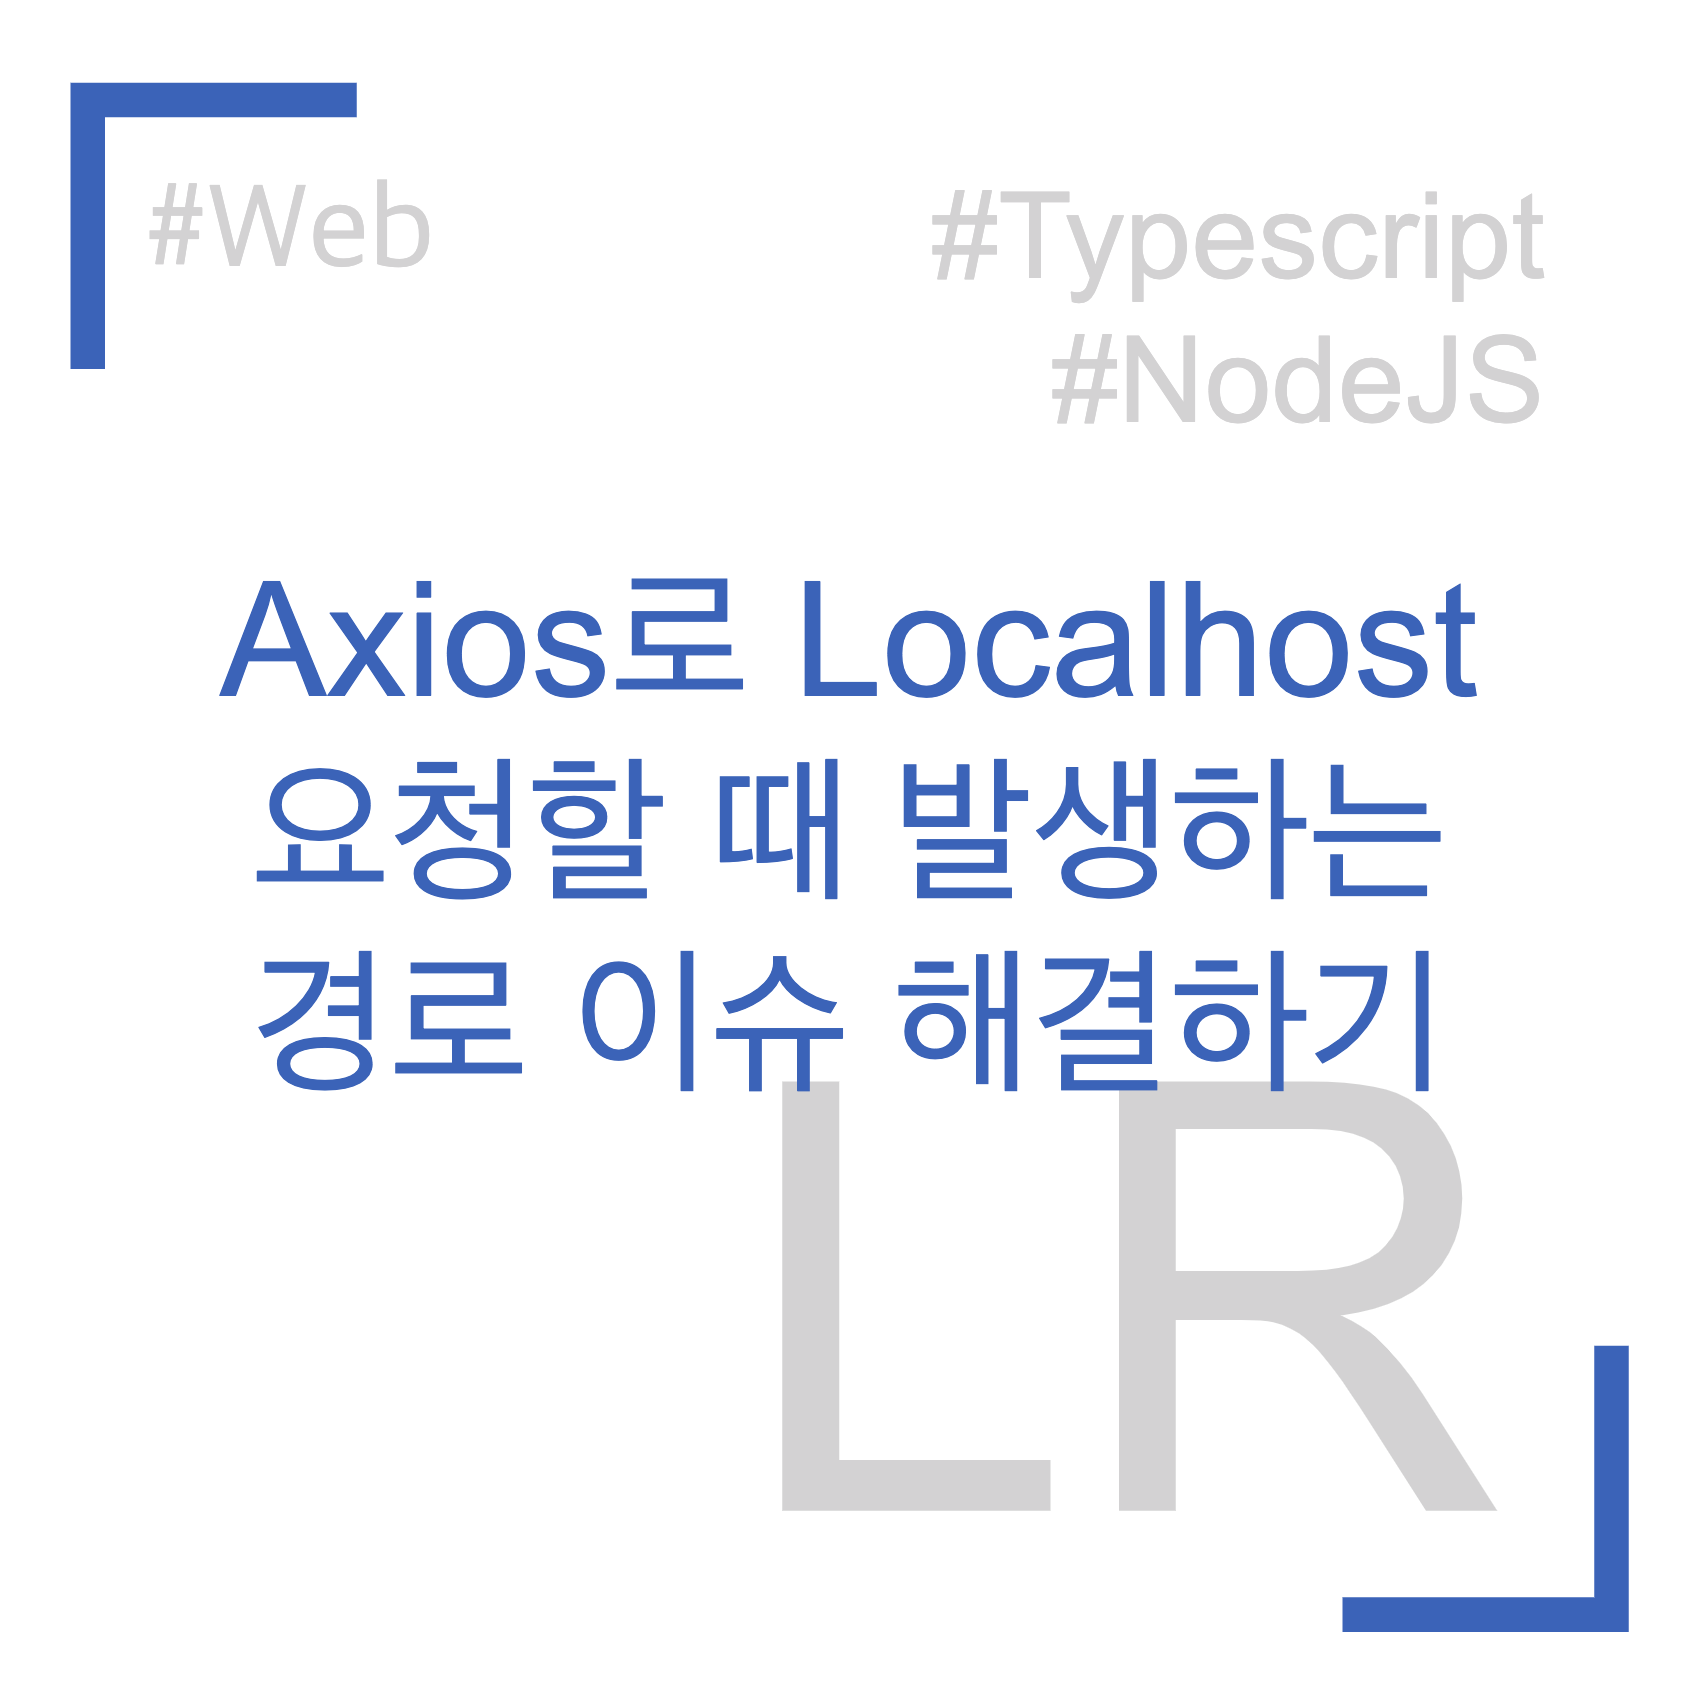 #Web
#Typescript
#NodeJS
Axios로 Localhost
요청할 때 발생하는
경로 이슈 해결하기
LR